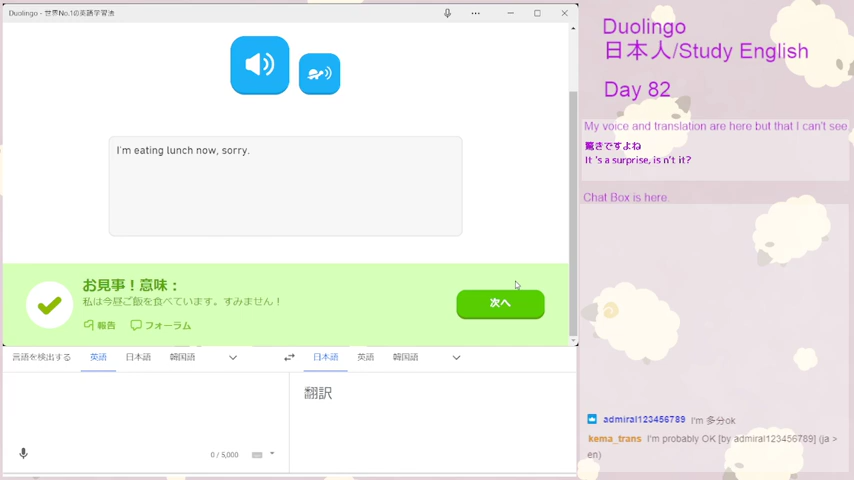 Duolingo - 世界No.1の英語学習法
I'm eating lunch now, sorry.
お見事！意味：
私は今昼ご飯を食べています。すみません！
報告
フォーラム
次へ
言語を検出する
英語
日本語
韓国語
日本語
英語
韓国語
翻訳
0 / 5,000
Duolingo
日本人/Study English
Day 82
My voice and translation are here but that I can't see
驚きですよね
It 's a surprise, is n't it?
Chat Box is here.
admiral123456789 I'm 多分ok
kema_trans I'm probably OK [by admiral123456789] (ja >
en)